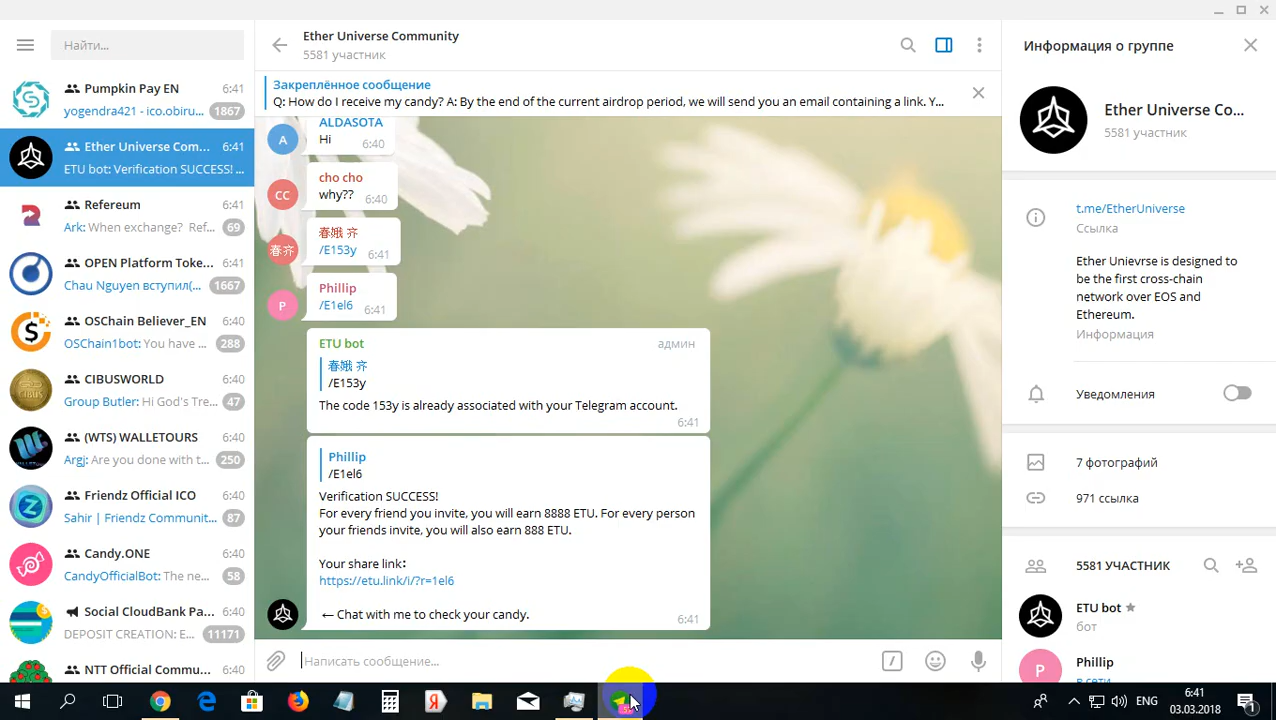 Найти...
Pumpkin Pay EN
6:41
yogendra421 - ico.obiru...
1867
Ether Universe Com...
6:41
ETU bot: Verification SUCCESS! ...
Refereum
6:41
Ark: When exchange? Ref...
69
OPEN Platform Toke...
6:41
Chau Nguyen вступил(...
1667
OSChain Believer_EN
6:40
OSChain1bot: You have ...
288
CIBUSWORLD
6:40
Group Butler: Hi God's Tre...
47
(WTS) WALLETOURS
6:40
Argj: Are you done with t...
250
Friendz Official ICO
6:40
Sahir | Friendz Communit...
87
Candy.ONE
6:40
CandyOfficialBot: The ne...
58
Social CloudBank Pa...
6:40
DEPOSIT CREATION: E...
11171
NTT Official Commu...
6:40
Ether Universe Community
5581 участник
Закреплённое сообщение
Q: How do I receive my candy? A: By the end of the current airdrop period, we will send you an email containing a link. Y...
A
ALDASOTA
Hi
6:40
CC
cho cho
why??
6:40
春齐
春娥 齐
/E153y
6:41
P
Phillip
/E1el6
6:41
ETU bot
админ
春娥 齐
/E153y
The code 153y is already associated with your Telegram account.
6:41
Phillip
/E1el6
Verification SUCCESS!
For every friend you invite, you will earn 8888 ETU. For every person
your friends invite, you will also earn 888 ETU.
Your share link:
https://etu.link/i/?r=1el6
← Chat with me to check your candy.
6:41
Написать сообщение...
Информация о группе
Ether Universe Co...
5581 участник
t.me/EtherUniverse
Ссылка
Ether Unievrse is designed to
be the first cross-chain
network over EOS and
Ethereum.
Информация
Уведомления
7 фотографий
971 ссылка
5581 УЧАСТНИК
ETU bot
бот
P
Phillip
в сети
ENG
6:41
03.03.2018
1